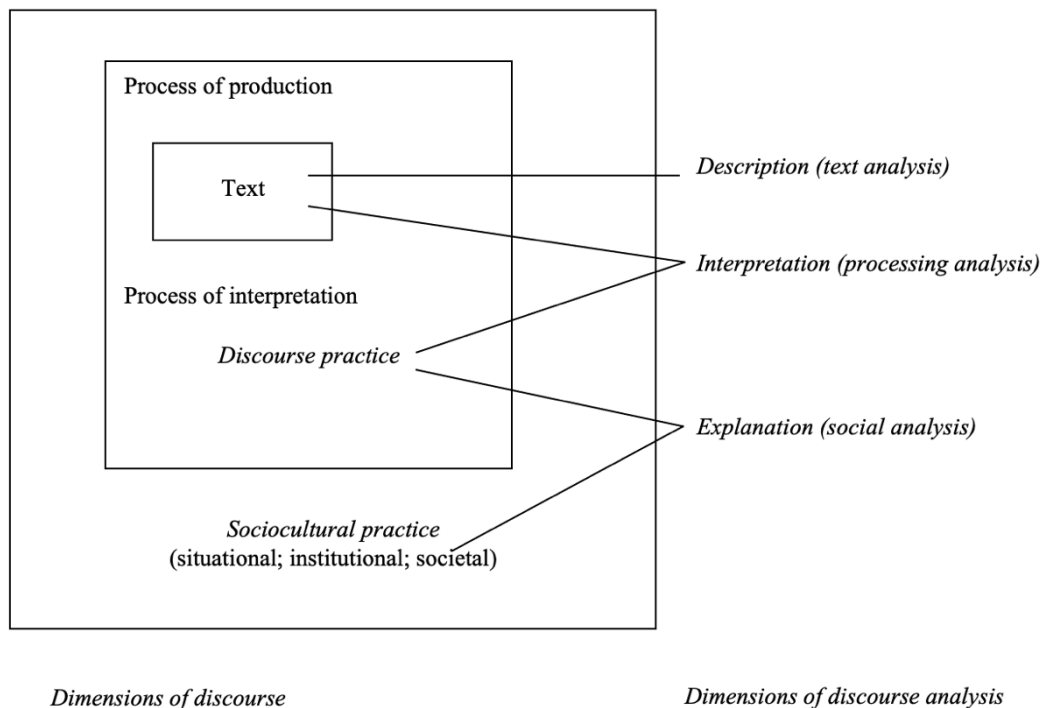 Process of production
Description (text analysis)
Text
Interpretation (processing analysis)
Process of interpretation
Discourse practice
Explanation (social analysis)
Sociocultural practice
(situational; institutional; societal)
Dimensions of discourse
Dimensions of discourse analysis